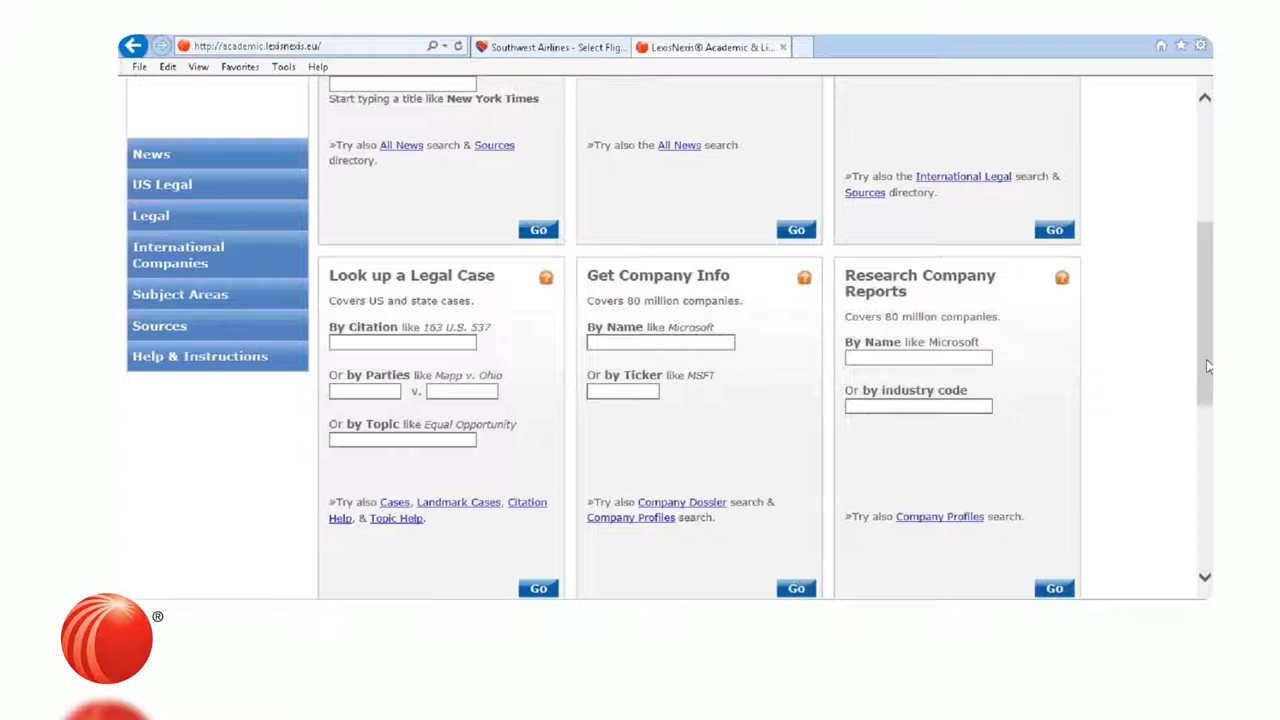 http://academic.lexisnexis.eu/
Southwest Airlines - Select Flig...
LexisNexis® Academic & Li...
File Edit View Favorites Tools Help
Start typing a title like New York Times
»Try also All News search & Sources
directory.
Go
»Try also the All News search
Go
»Try also the International Legal search &
Sources directory.
Go
News
US Legal
Legal
International
Companies
Subject Areas
Sources
Help & Instructions
Look up a Legal Case
Covers US and state cases.
By Citation like 163 U.S. 537
Or by Parties like Mapp v. Ohio
v.
Or by Topic like Equal Opportunity
»Try also Cases, Landmark Cases, Citation
Help, & Topic Help.
Go
Get Company Info
Covers 80 million companies.
By Name like Microsoft
Or by Ticker like MSFT
»Try also Company Dossier search &
Company Profiles search.
Go
Research Company
Reports
Covers 80 million companies.
By Name like Microsoft
Or by industry code
»Try also Company Profiles search.
Go
®